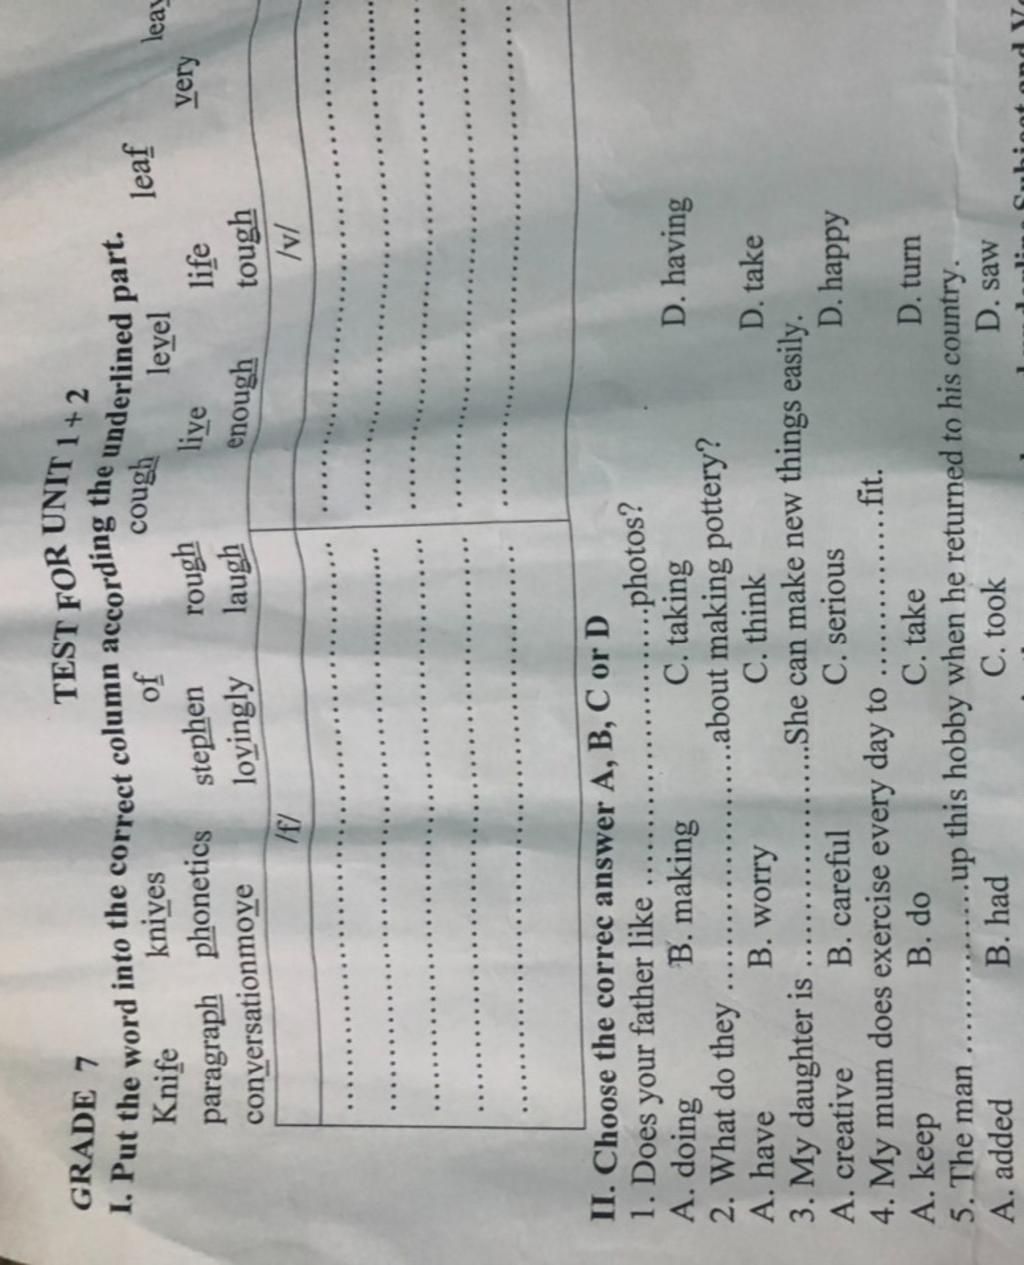 GRADE 7
TEST FOR UNIT 1+ 2
I. Put the word into the correct column according the underlined part.
Knife knives of cough level leaf
paragraph phonetics stephen rough live life very
conversationmove lovingly laugh enough tough
/f/ /v/
II. Choose the correc answer A, B, C or D
1. Does your father like ..............................photos?
A. doing B. making C. taking D. having
2. What do they ..............................about making pottery?
A. have B. worry C. think D. take
3. My daughter is .........................She can make new things easily.
A. creative B. careful C. serious D. happy
4. My mum does exercise every day to ..................fit.
A. keep B. do C. take D. turn
5. The man ....................up this hobby when he returned to his country.
A. added B. had C. took D. saw